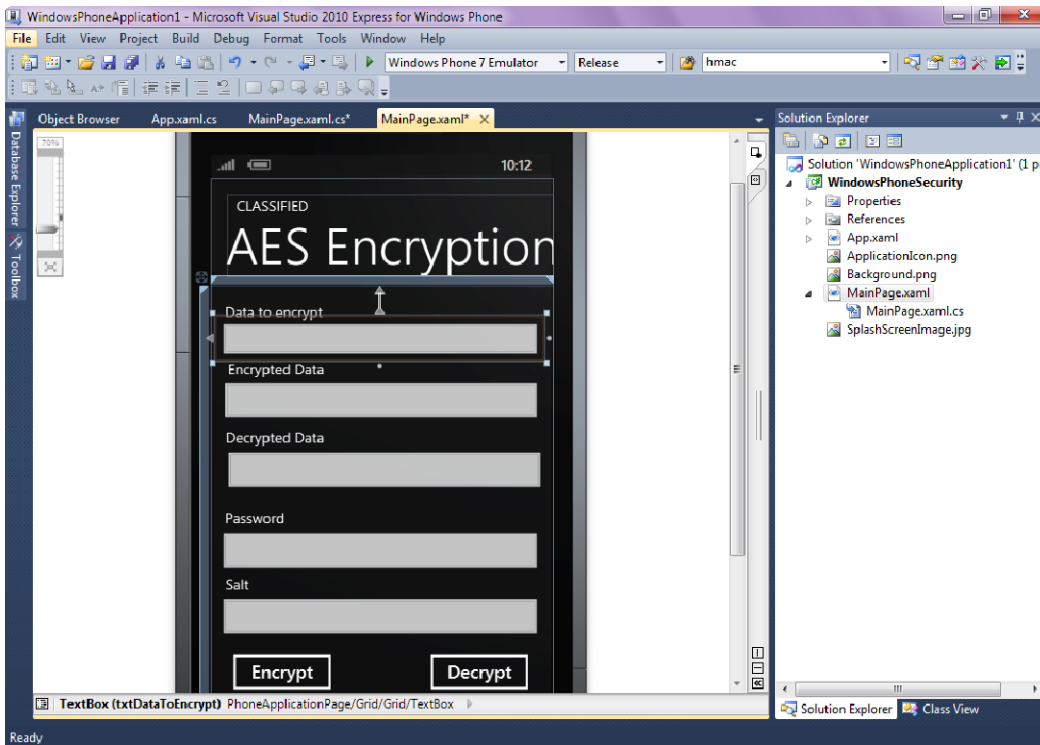 WindowsPhoneApplication1 - Microsoft Visual Studio 2010 Express for Windows Phone
File Edit View Project Build Debug Format Tools Window Help
Windows Phone 7 Emulator Release hmac
Object Browser App.xaml.cs MainPage.xaml.cs* MainPage.xaml*
Database Explorer
Toolbox
70%
10:12
CLASSIFIED
AES Encryption
Data to encrypt
Encrypted Data
Decrypted Data
Password
Salt
Encrypt Decrypt
TextBox (txtDataToEncrypt) PhoneApplicationPage/Grid/Grid/TextBox
Solution Explorer
Solution 'WindowsPhoneApplication1' (1 p
WindowsPhoneSecurity
Properties
References
App.xaml
ApplicationIcon.png
Background.png
MainPage.xaml
MainPage.xaml.cs
SplashScreenImage.jpg
Solution Explorer Class View
Ready